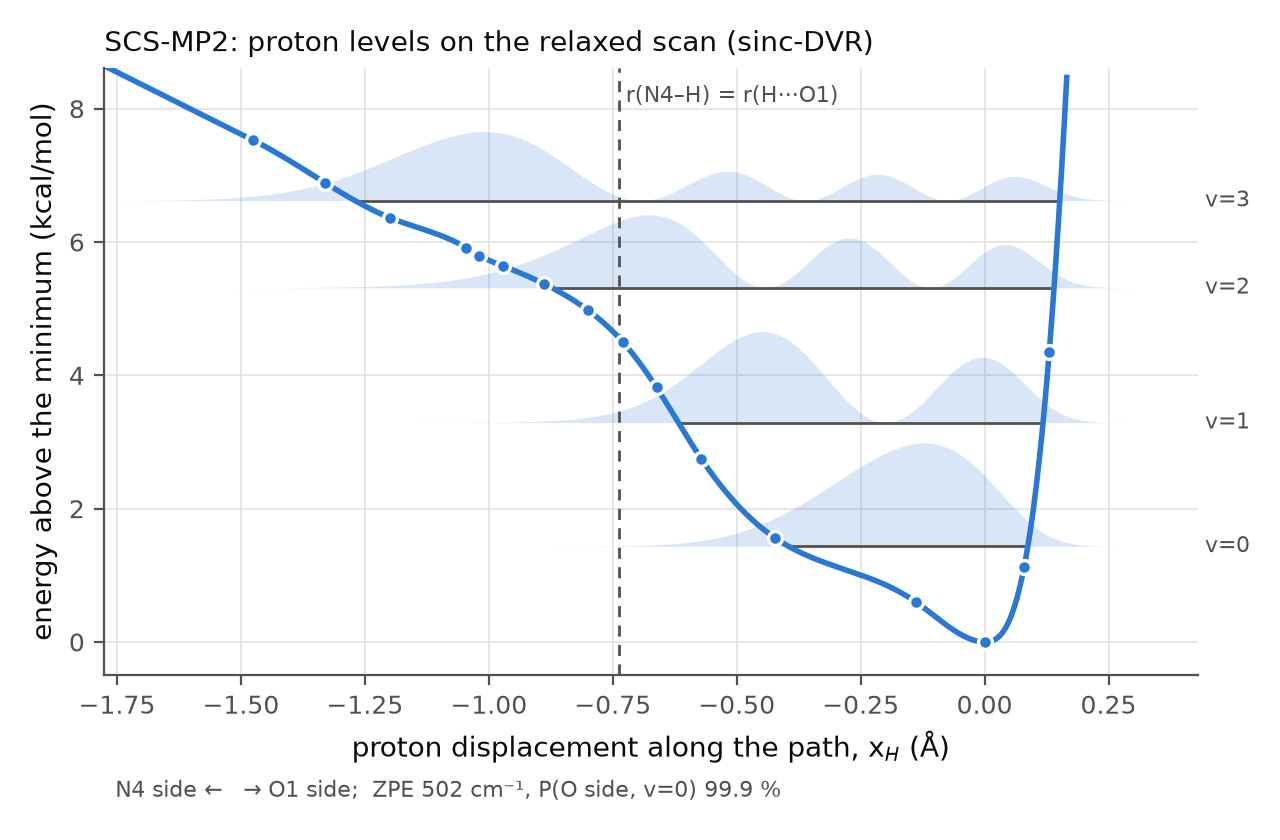 SCS-MP2: proton levels on the relaxed scan (sinc-DVR)
r(N4–H) = r(H···O1)
8
6
4
2
0
energy above the minimum (kcal/mol)
v=3
v=2
v=1
v=0
−1.75 −1.50 −1.25 −1.00 −0.75 −0.50 −0.25 0.00 0.25
proton displacement along the path, x_H (Å)
N4 side ← → O1 side; ZPE 502 cm⁻¹, P(O side, v=0) 99.9 %